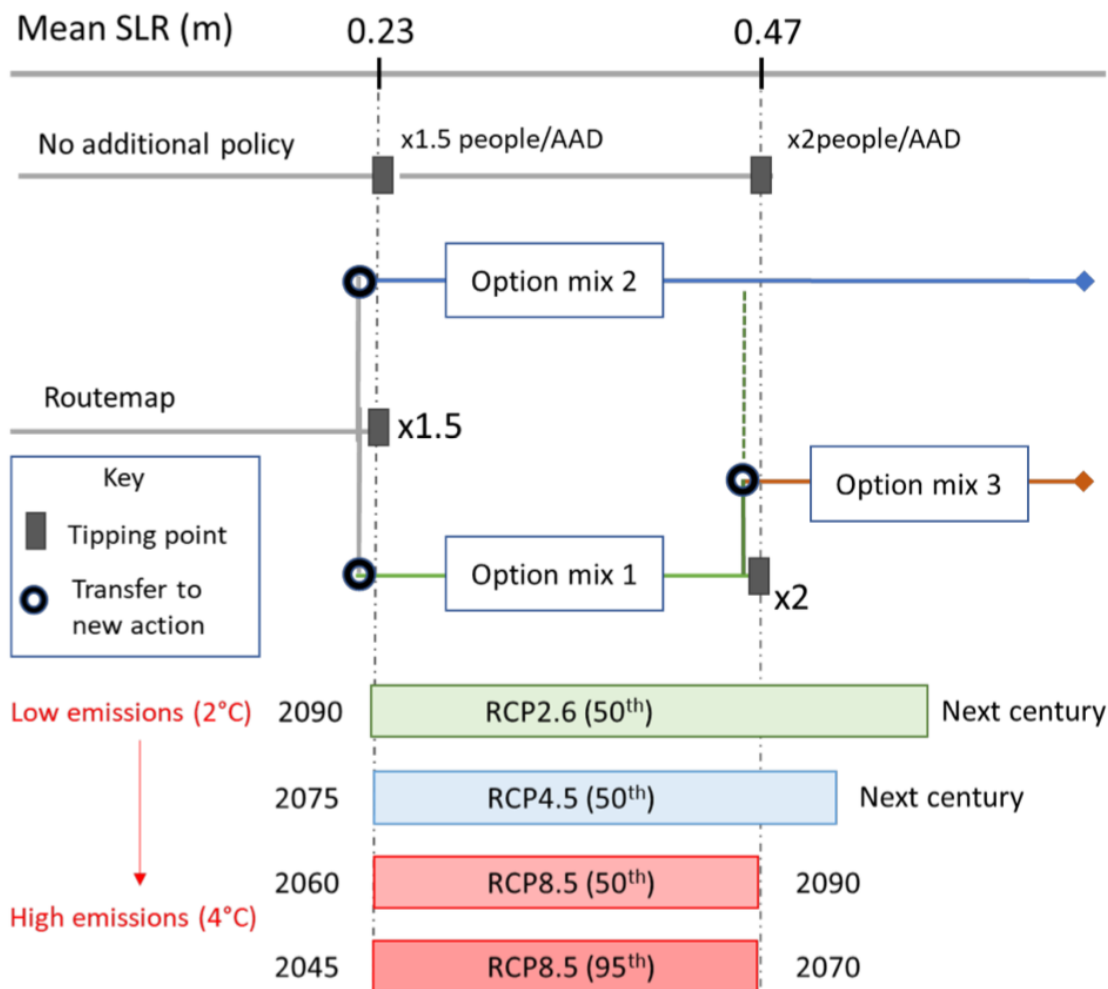 Mean SLR (m) 0.23 0.47
No additional policy x1.5 people/AAD x2people/AAD
Option mix 2
Routemap
x1.5
Key
Tipping point
Transfer to
new action
Option mix 3
Option mix 1
x2
Low emissions (2°C) 2090 RCP2.6 (50th) Next century
2075 RCP4.5 (50th) Next century
2060 RCP8.5 (50th) 2090
High emissions (4°C)
2045 RCP8.5 (95th) 2070